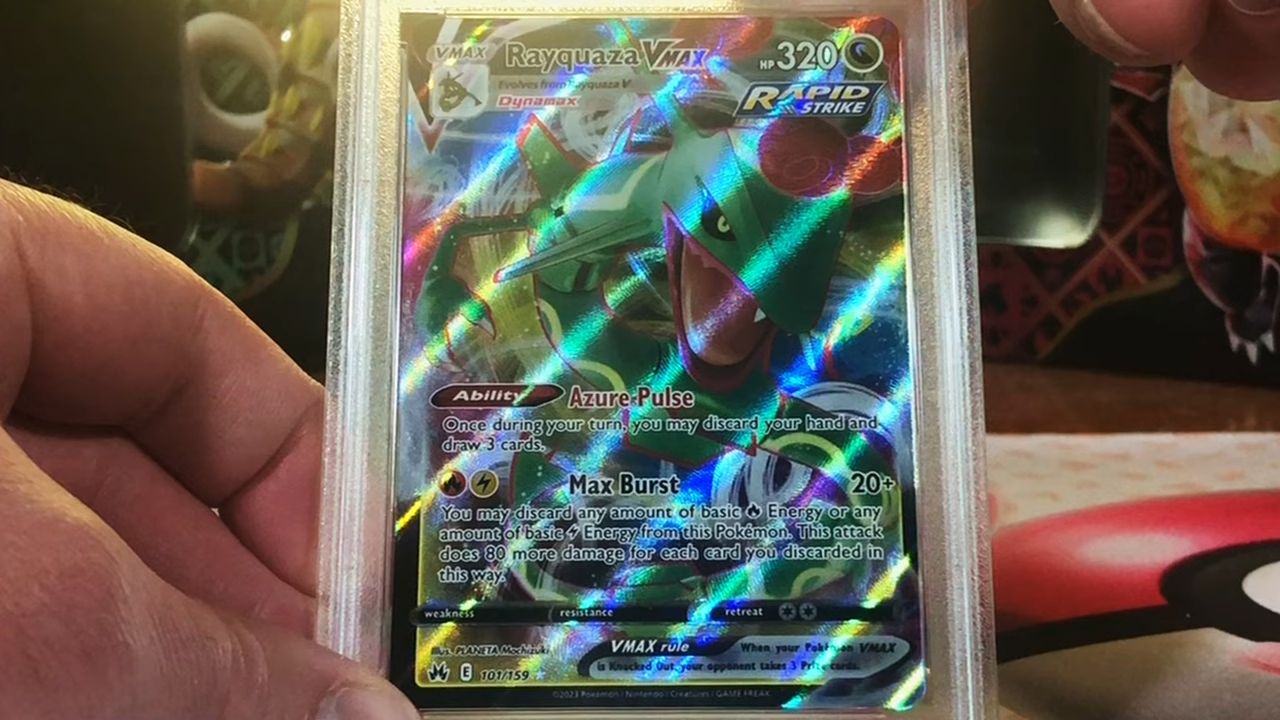 VMAX Rayquaza VMAX HP 320
Evolves from Rayquaza V
Dynamax
RAPID
STRIKE
Ability Azure Pulse
Once during your turn, you may discard your hand and
draw 3 cards.
Max Burst 20+
You may discard any amount of basic Energy or any
amount of basic Energy from this Pokémon. This attack
does 80 more damage for each card you discarded in
this way.
weakness resistance retreat
Illus. PLANETA Mochizuki
VMAX rule When your Pokémon VMAX
is Knocked Out, your opponent takes 3 Prize cards.
E 101/159
©2023 Pokémon / Nintendo / Creatures / GAME FREAK